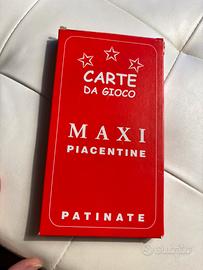 CARTE
DA GIOCO
MAXI
PIACENTINE
PATINATE